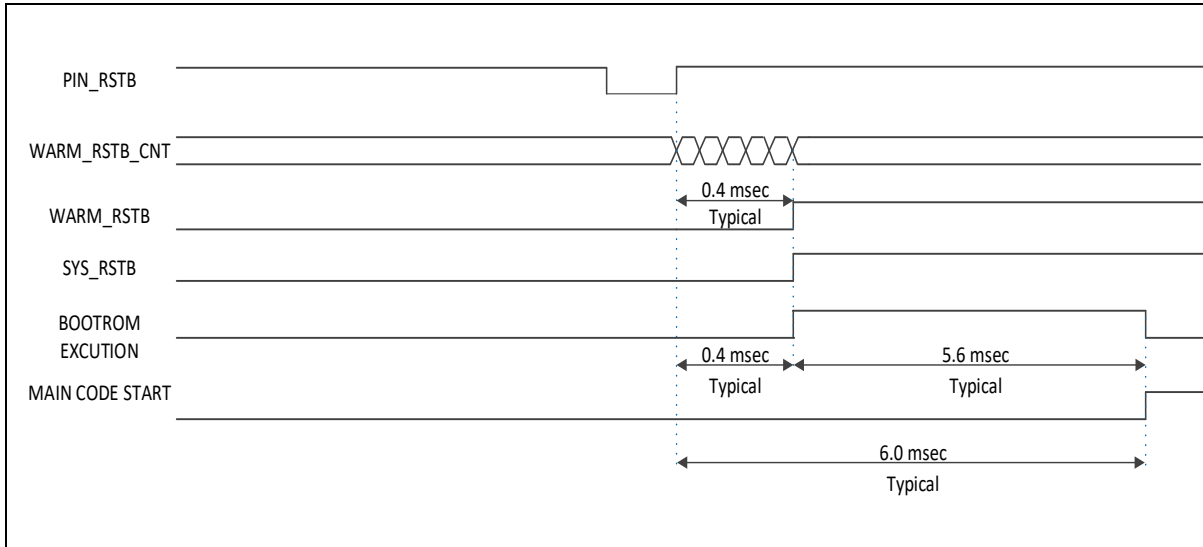 PIN_RSTB
WARM_RSTB_CNT
0.4 msec
WARM_RSTB
Typical
SYS_RSTB
BOOTROM
EXCUTION
0.4 msec
5.6 msec
Typical
Typical
MAIN CODE START
6.0 msec
Typical